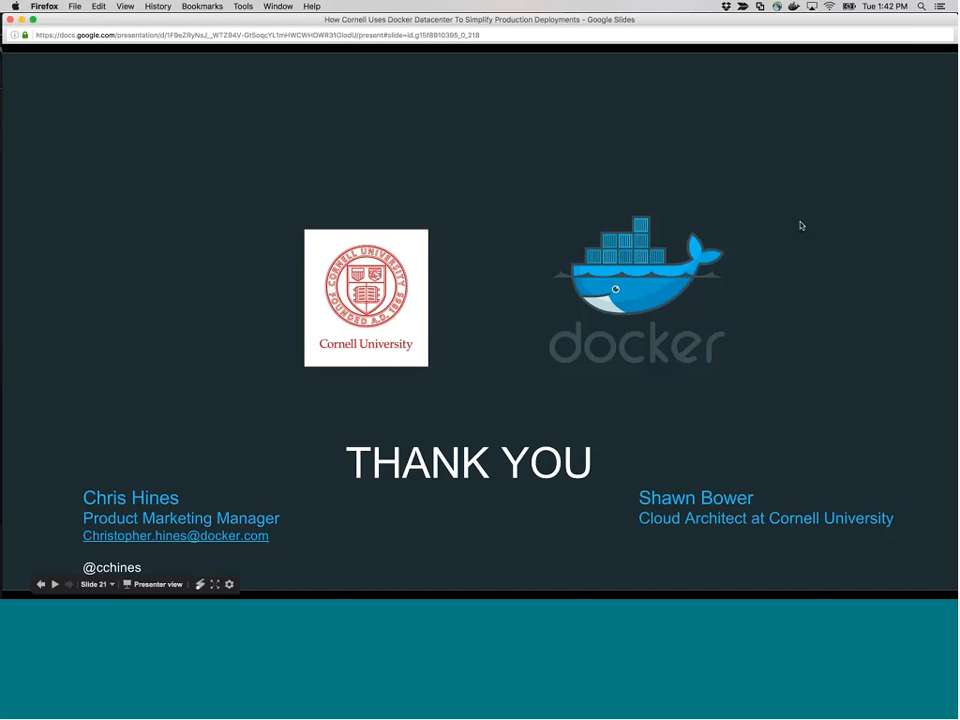 Firefox File Edit View History Bookmarks Tools Window Help Tue 1:42 PM
How Cornell Uses Docker Datacenter To Simplify Production Deployments - Google Slides
CORNELL UNIVERSITY
FOUNDED A.D. 1865
Cornell University
docker
THANK YOU
Chris Hines
Product Marketing Manager
Christopher.hines@docker.com
@cchines
Shawn Bower
Cloud Architect at Cornell University
Slide 21 Presenter view